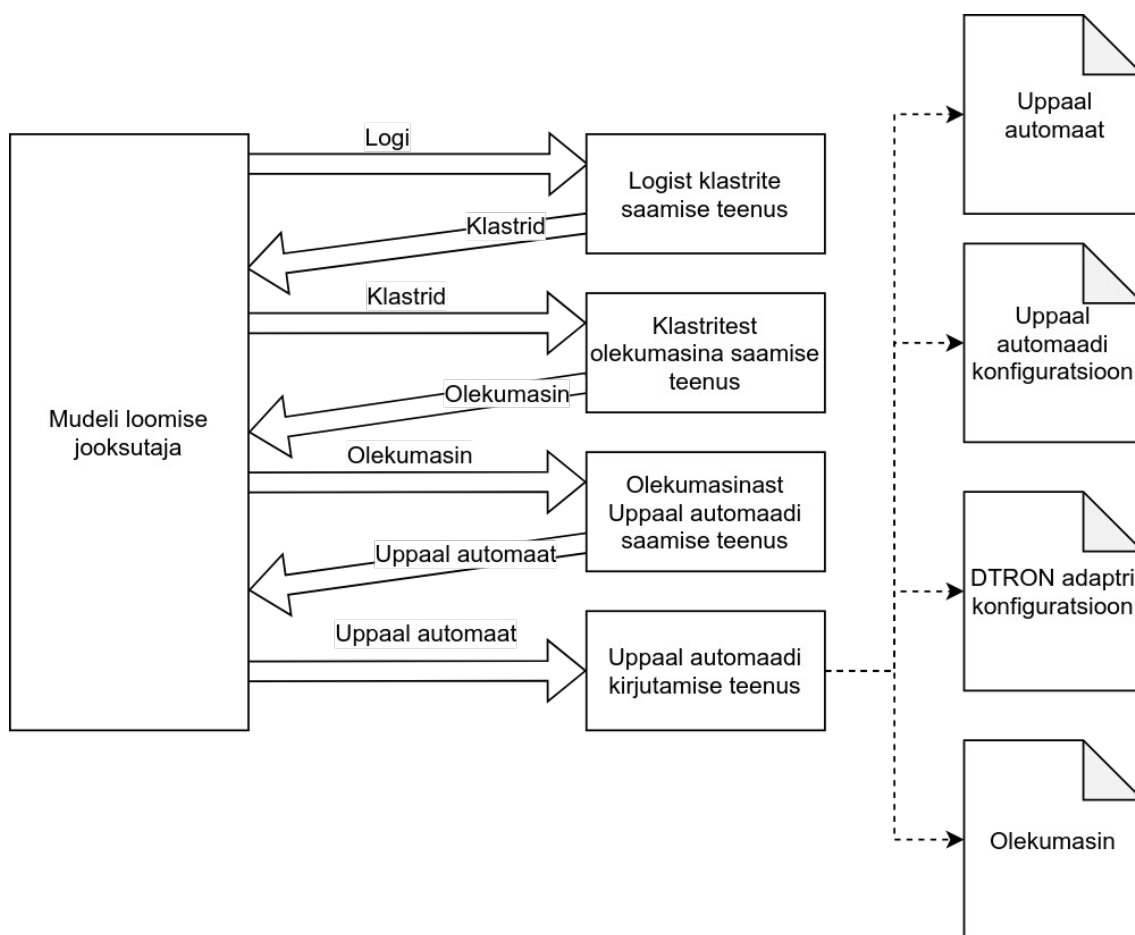 Mudeli loomise
jooksutaja
Logi
Logist klastrite
saamise teenus
Klastrid
Klastrid
Klastritest
olekumasina saamise
teenus
Olekumasin
Olekumasin
Olekumasinast
Uppaal automaadi
saamise teenus
Uppaal automaat
Uppaal automaat
Uppaal automaadi
kirjutamise teenus
Uppaal
automaat
Uppaal
automaadi
konfiguratsioon
DTRON adaptri
konfiguratsioon
Olekumasin